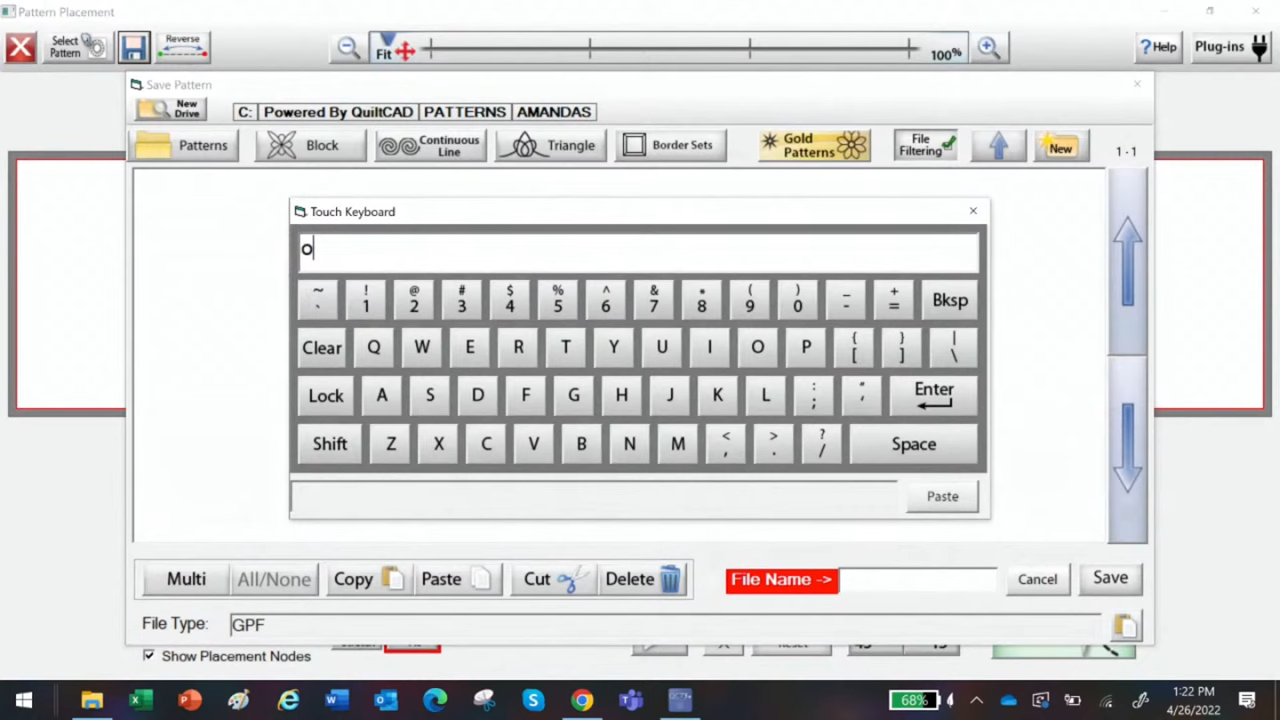 Pattern Placement
Select Pattern
Reverse
Fit
100%
?Help
Plug-ins
Save Pattern
New Drive
C: Powered By QuiltCAD PATTERNS AMANDAS
Patterns
Block
Continuous Line
Triangle
Border Sets
Gold Patterns
File Filtering
New
1 - 1
Touch Keyboard
O
~ ` ! 1 @ 2 # 3 $ 4 % 5 ^ 6 & 7 * 8 ( 9 ) 0 _ - + = Bksp
Clear Q W E R T Y U I O P { [ } ] | \
Lock A S D F G H J K L : ; " ' Enter
Shift Z X C V B N M < , > . ? / Space
Paste
Multi
All/None
Copy
Paste
Cut
Delete
File Name ->
Cancel
Save
File Type:
GPF
Show Placement Nodes
68%
1:22 PM
4/26/2022